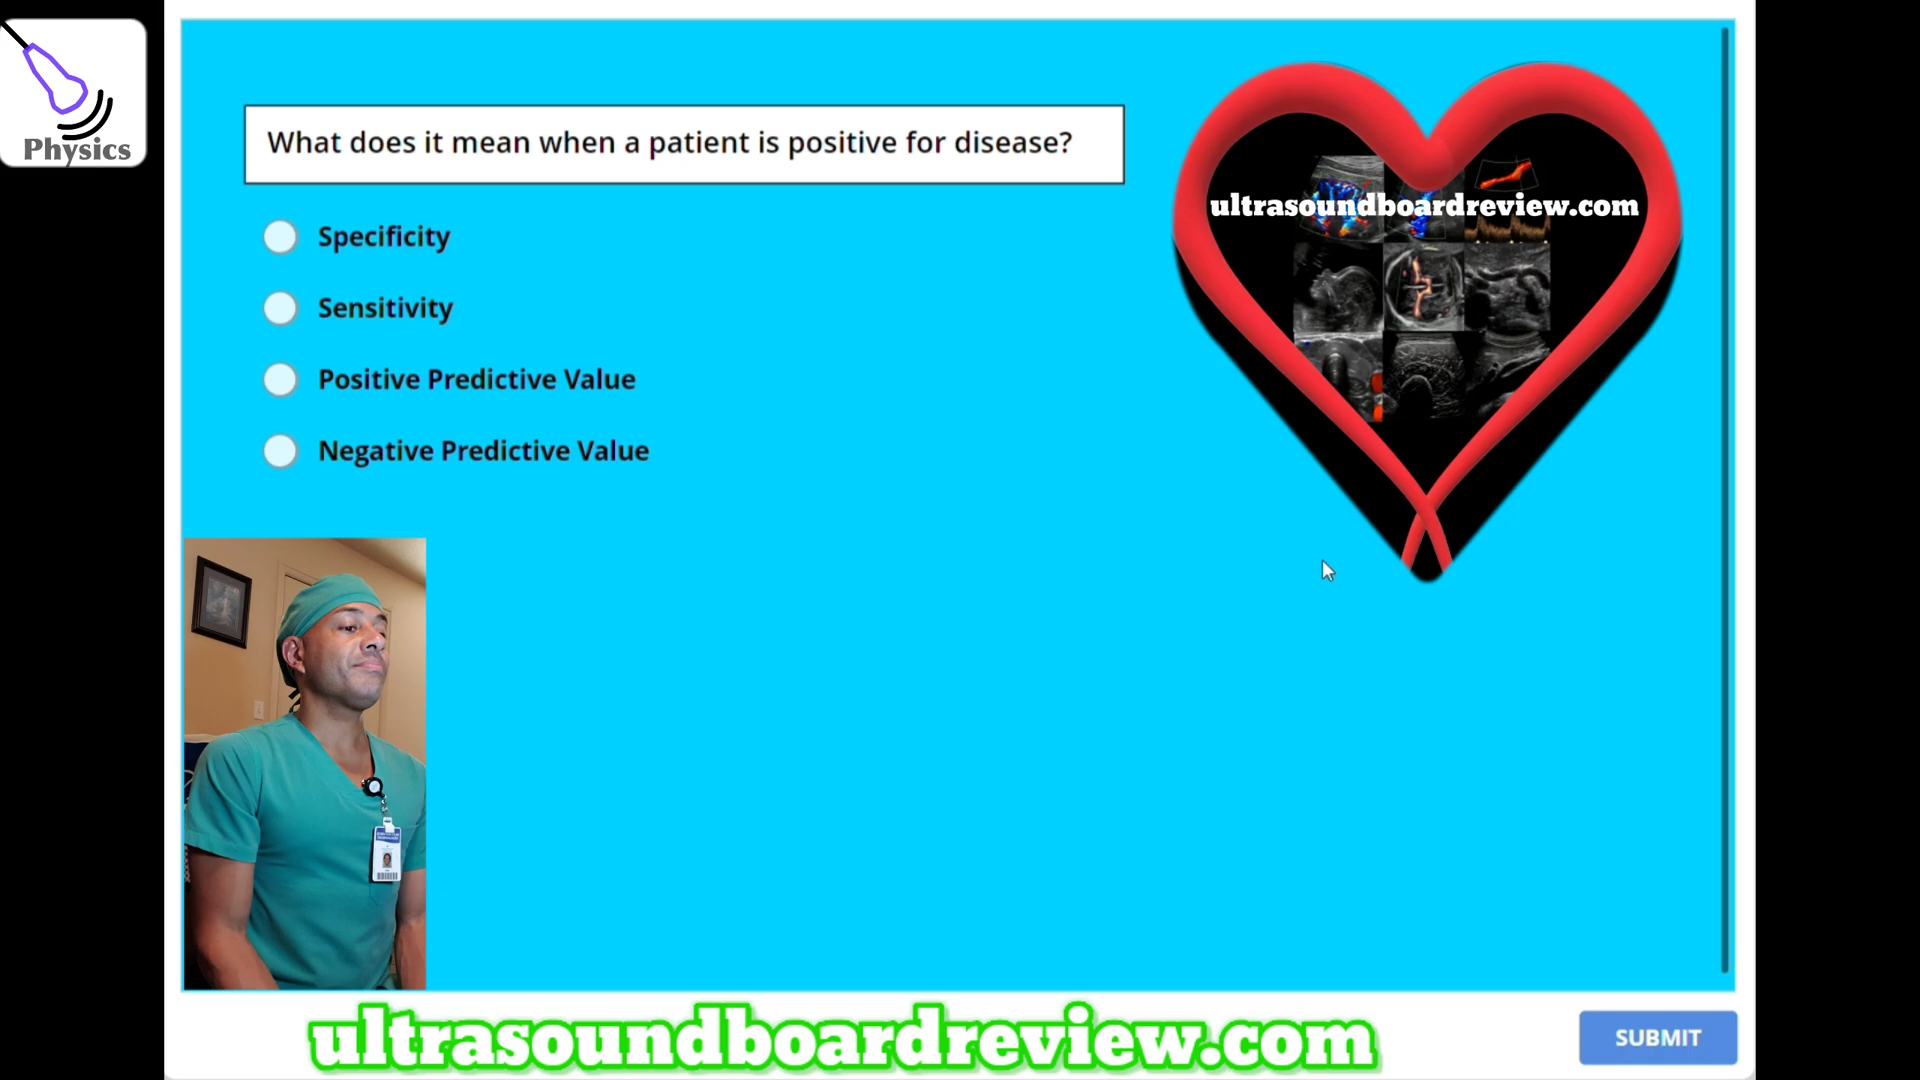 Physics
What does it mean when a patient is positive for disease?
Specificity
Sensitivity
Positive Predictive Value
Negative Predictive Value
ultrasoundboardreview.com
ultrasoundboardreview.com
SUBMIT